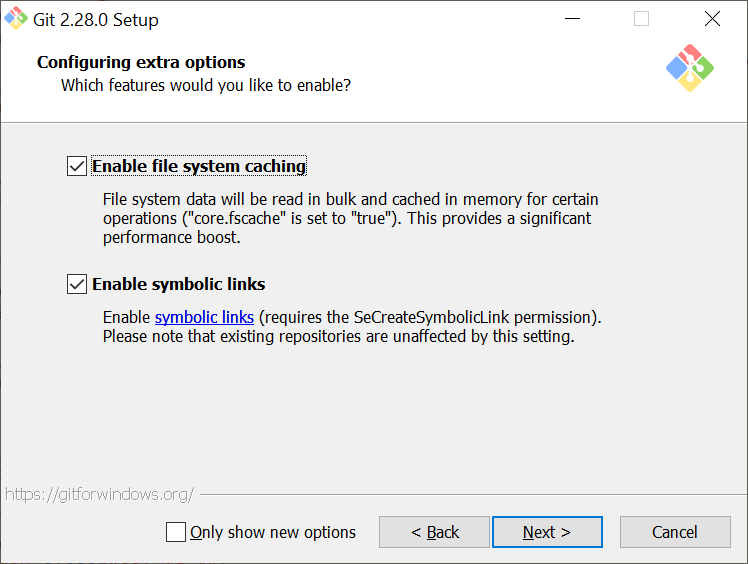 Git 2.28.0 Setup
Configuring extra options
Which features would you like to enable?
Enable file system caching
File system data will be read in bulk and cached in memory for certain
operations ("core.fscache" is set to "true"). This provides a significant
performance boost.
Enable symbolic links
Enable symbolic links (requires the SeCreateSymbolicLink permission).
Please note that existing repositories are unaffected by this setting.
https://gitforwindows.org/
Only show new options
< Back
Next >
Cancel